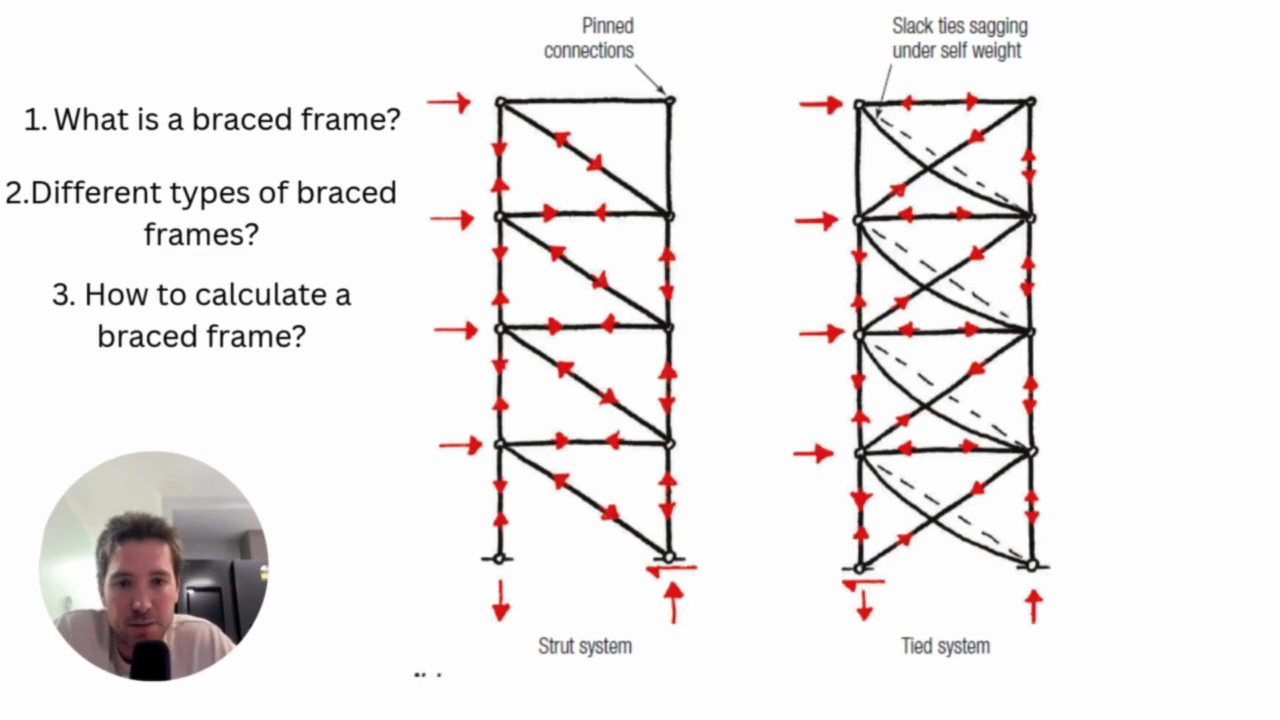 1. What is a braced frame?
2.Different types of braced
frames?
3. How to calculate a
braced frame?
Pinned
connections
Slack ties sagging
under self weight
Strut system
Tied system